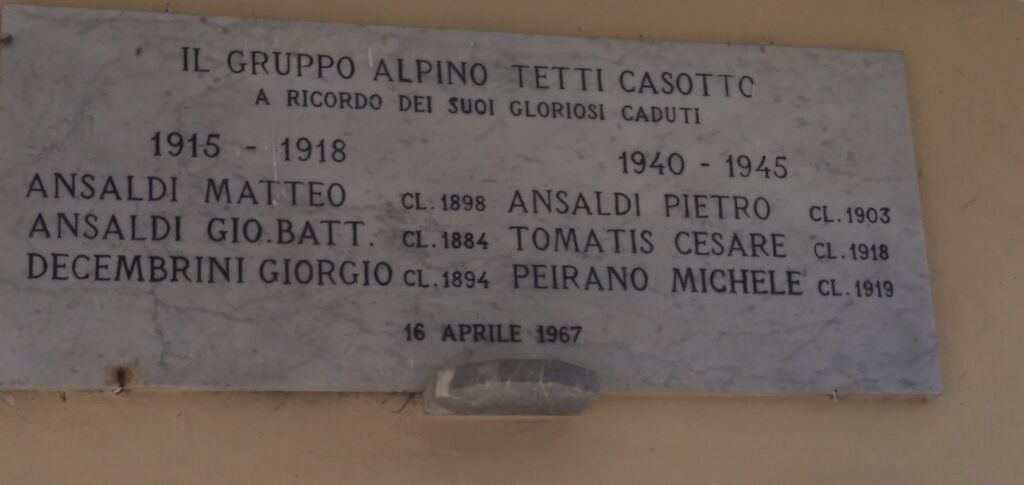 IL GRUPPO ALPINO TETTI CASOTTO
A RICORDO DEI SUOI GLORIOSI CADUTI
1915 - 1918
ANSALDI MATTEO CL. 1898
ANSALDI GIO.BATT. CL. 1884
DECEMBRINI GIORGIO CL. 1894
1940 - 1945
ANSALDI PIETRO CL. 1903
TOMATIS CESARE CL. 1918
PEIRANO MICHELE CL. 1919
16 APRILE 1967